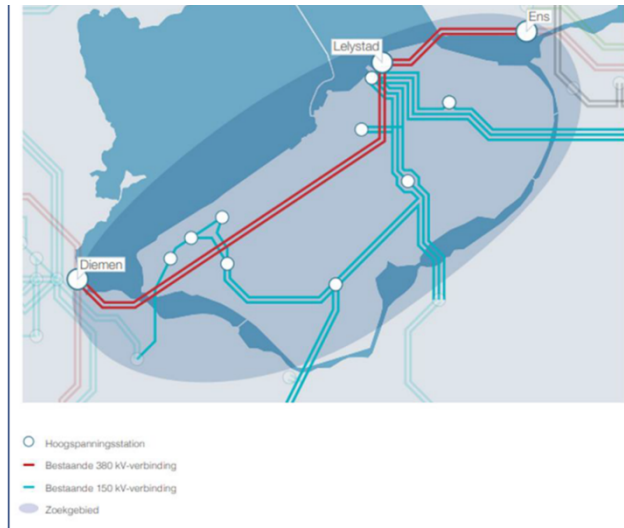 Ens
Lelystad
Diemen
Hoogspanningsstation
Bestaande 380 kV-verbinding
Bestaande 150 kV-verbinding
Zoekgebied